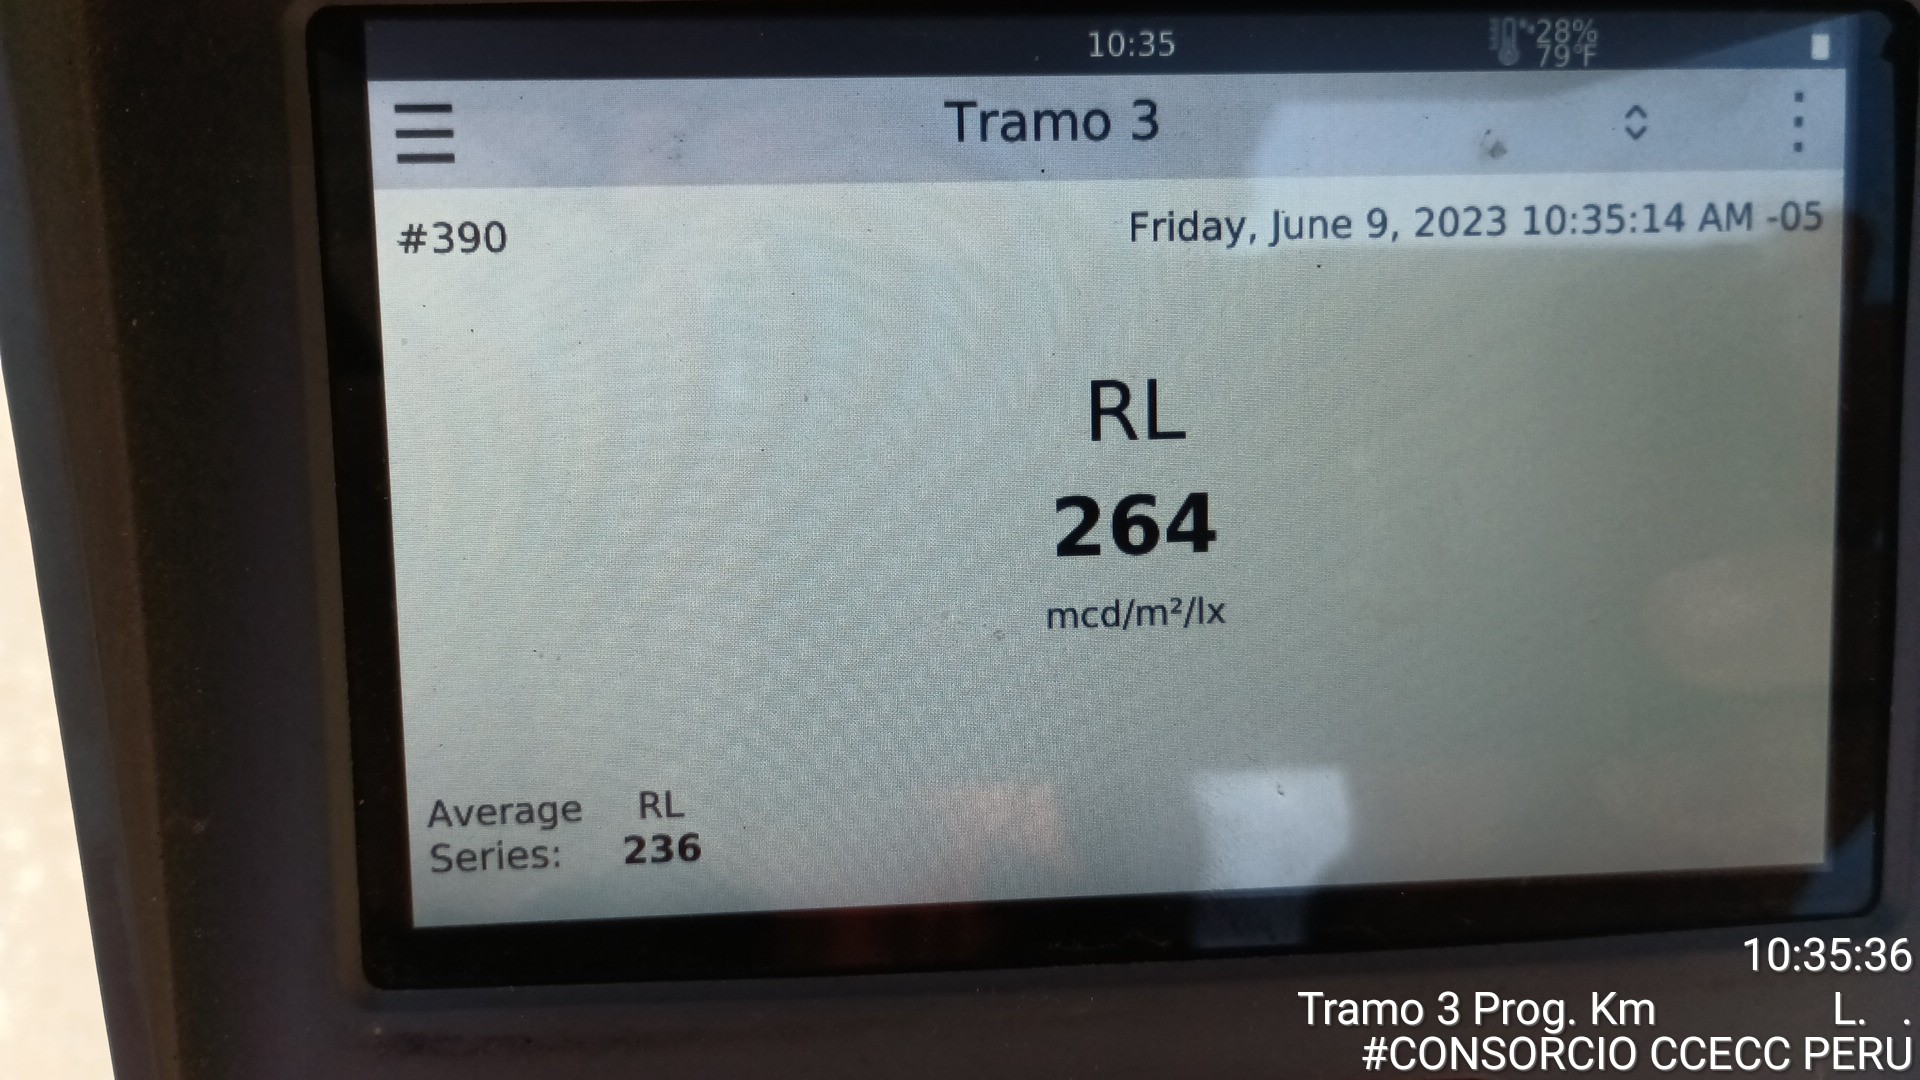 10:35
28%
79°F
Tramo 3
#390
Friday, June 9, 2023 10:35:14 AM -05
RL
264
mcd/m²/lx
Average RL
Series: 236
10:35:36
Tramo 3 Prog. Km L. .
#CONSORCIO CCECC PERU